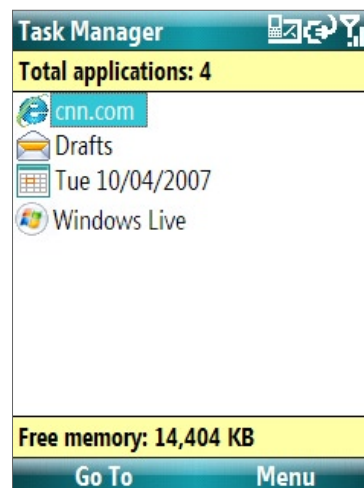 Task Manager
Total applications: 4
cnn.com
Drafts
Tue 10/04/2007
Windows Live
Free memory: 14,404 KB
Go To Menu